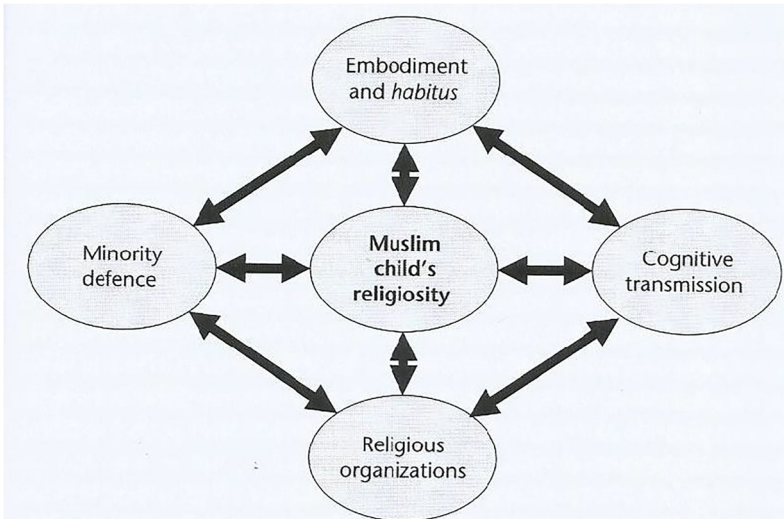 Embodiment
and habitus
Minority
defence
Muslim
child's
religiosity
Cognitive
transmission
Religious
organizations